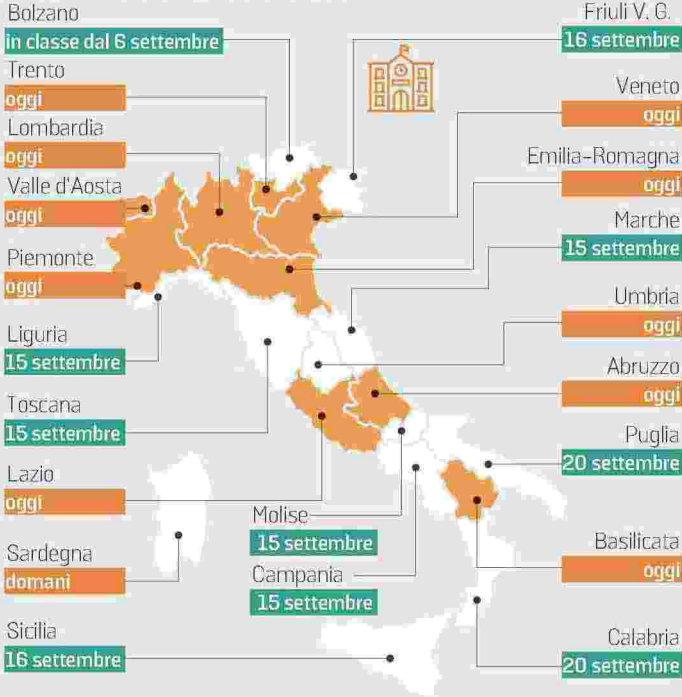 Bolzano
in classe dal 6 settembre
Trento
oggi
Lombardia
oggi
Valle d'Aosta
oggi
Piemonte
oggi
Liguria
15 settembre
Toscana
15 settembre
Lazio
oggi
Sardegna
domani
Sicilia
16 settembre
Molise
15 settembre
Campania
15 settembre
Friuli V. G.
16 settembre
Veneto
oggi
Emilia-Romagna
oggi
Marche
15 settembre
Umbria
oggi
Abruzzo
oggi
Puglia
20 settembre
Basilicata
oggi
Calabria
20 settembre